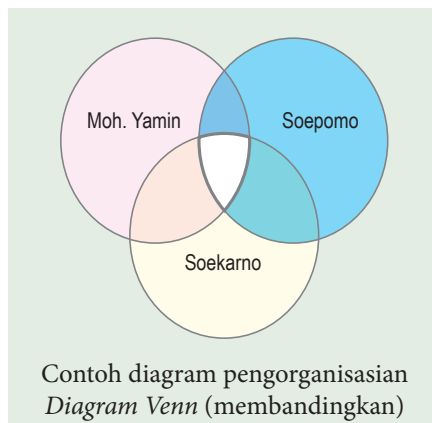 Moh. Yamin
Soepomo
Soekarno
Contoh diagram pengorganisasian
Diagram Venn (membandingkan)